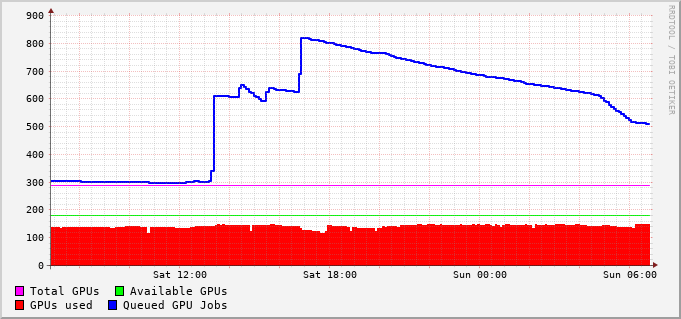 900
800
700
600
500
400
300
200
100
0
Sat 12:00 Sat 18:00 Sun 00:00 Sun 06:00
Total GPUs Available GPUs
GPUs used Queued GPU Jobs
RRDTOOL / TOBI OETIKER